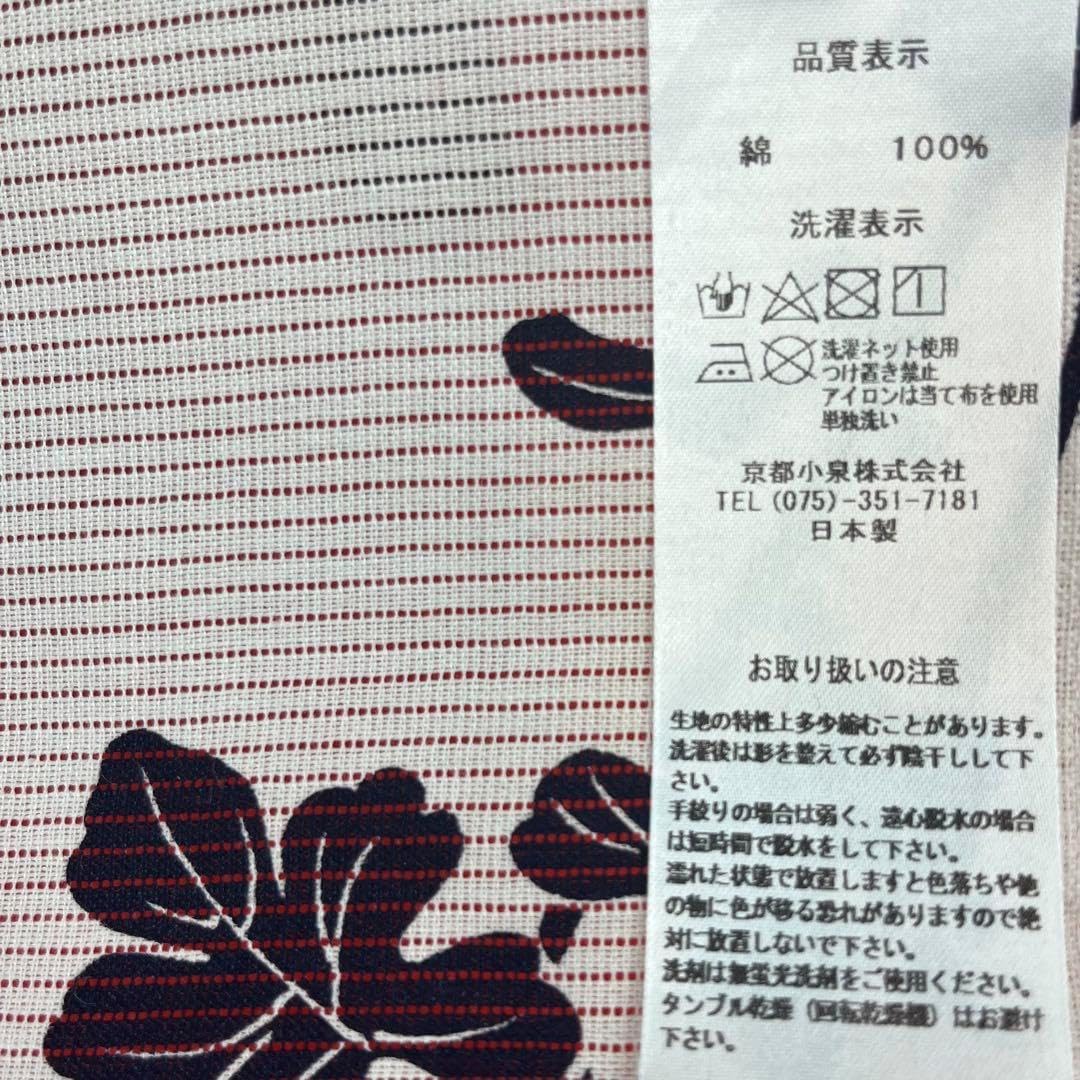 品質表示
綿 100%
洗濯表示
洗濯ネット使用
つけ置き禁止
アイロンは当て布を使用
単独洗い
京都小泉株式会社
TEL (075)-351-7181
日本製
お取り扱いの注意
生地の特性上多少縮むことがあります。
洗濯後は形を整えて必ず陰干しして下
さい。
手絞りの場合は弱く、遠心脱水の場合
は短時間で脱水をして下さい。
濡れた状態で放置しますと色落ちや他
の物に色が移る恐れがありますので絶
対に放置しないで下さい。
洗剤は無蛍光洗剤をご使用ください。
タンブル乾燥（回転乾燥機）はお避け
下さい。